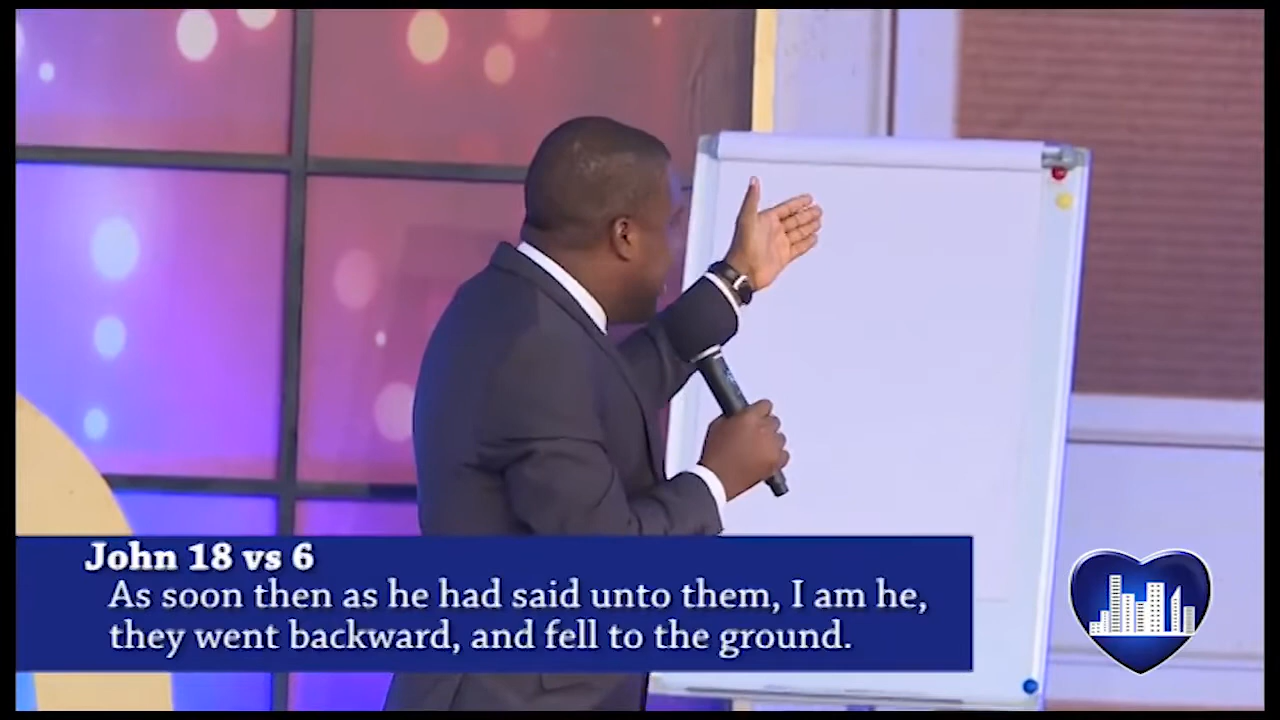 John 18 vs 6
As soon then as he had said unto them, I am he,
they went backward, and fell to the ground.